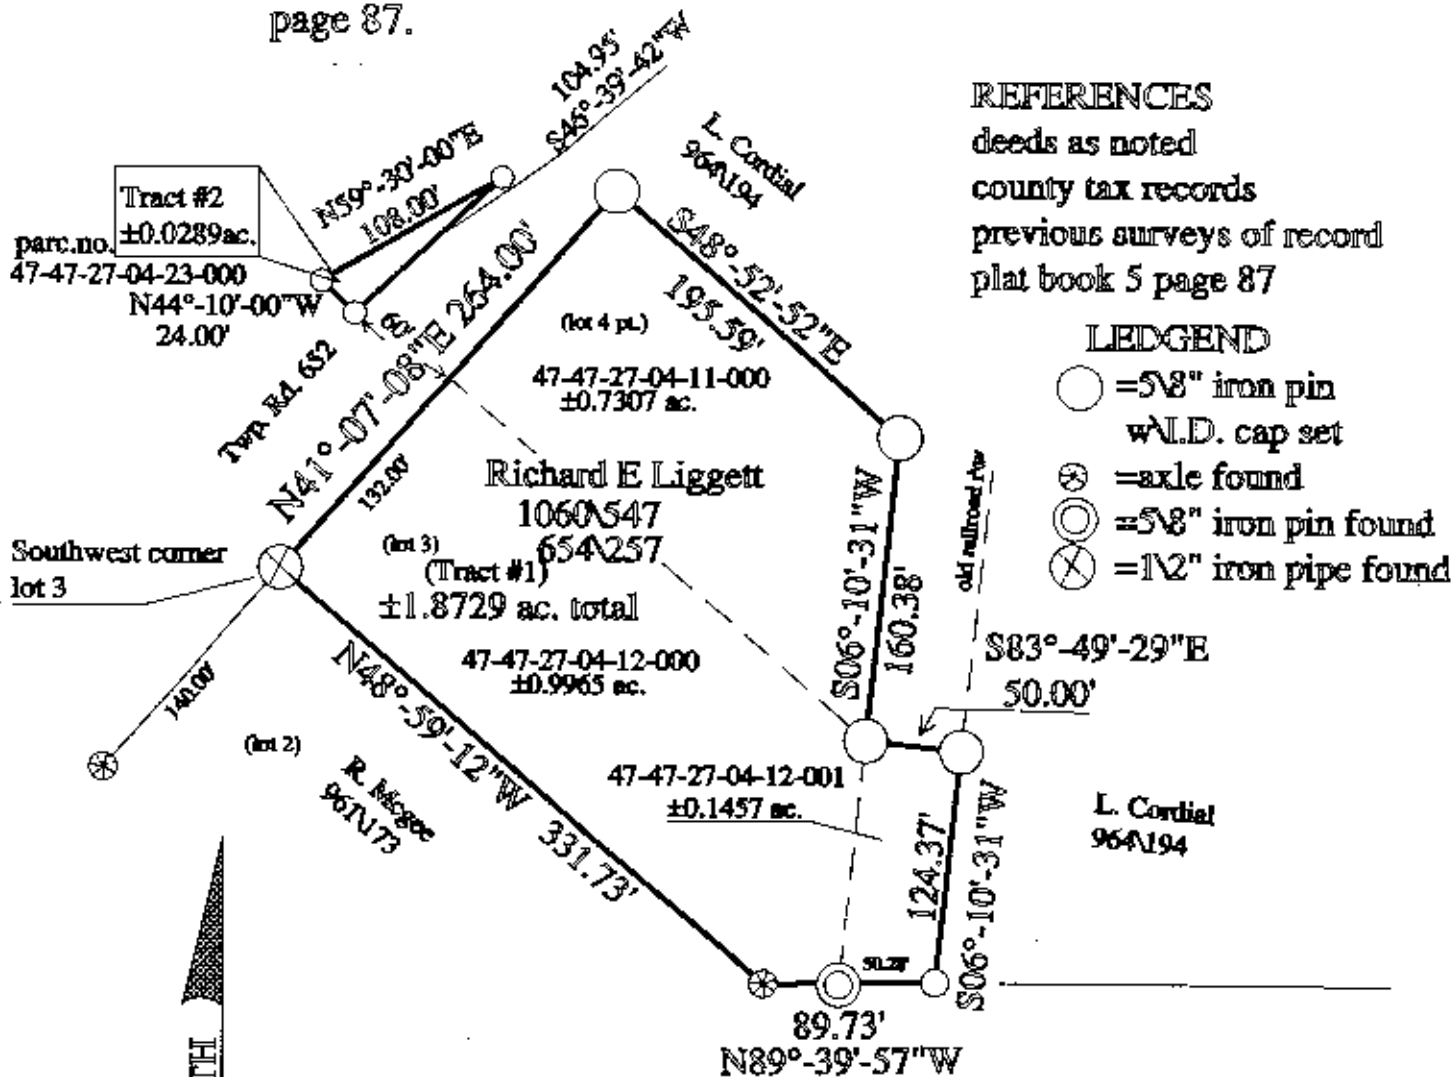 page 87.
104.95'
S46°-39'-42"W
L. Cordial
964\194
N59°-30'-00"E
108.00'
Tract #2
±0.0289ac.
parc.no.
47-47-27-04-23-000
N44°-10'-00"W
24.00'
60'
Twp. Rd. 652
N41°-07'-08"E 264.00'
132.00'
S48°-52'-52"E
195.59'
(lot 4 pt.)
47-47-27-04-11-000
±0.7307 ac.
Richard E Liggett
1060\547
654\257
(lot 3)
(Tract #1)
±1.8729 ac. total
47-47-27-04-12-000
±0.9965 ac.
Southwest corner
lot 3
140.00'
(lot 2)
R. Mcgee
961\173
N48°-59'-12"W 331.73'
S06°-10'-31"W
160.38'
old railroad r/w
S83°-49'-29"E
50.00'
47-47-27-04-12-001
±0.1457 ac.
124.37'
S06°-10'-31"W
L. Cordial
964\194
50.28'
89.73'
N89°-39'-57"W
REFERENCES
deeds as noted
county tax records
previous surveys of record
plat book 5 page 87
LEDGEND
=5\8" iron pin
w\I.D. cap set
=axle found
=5\8" iron pin found
=1\2" iron pipe found
TH